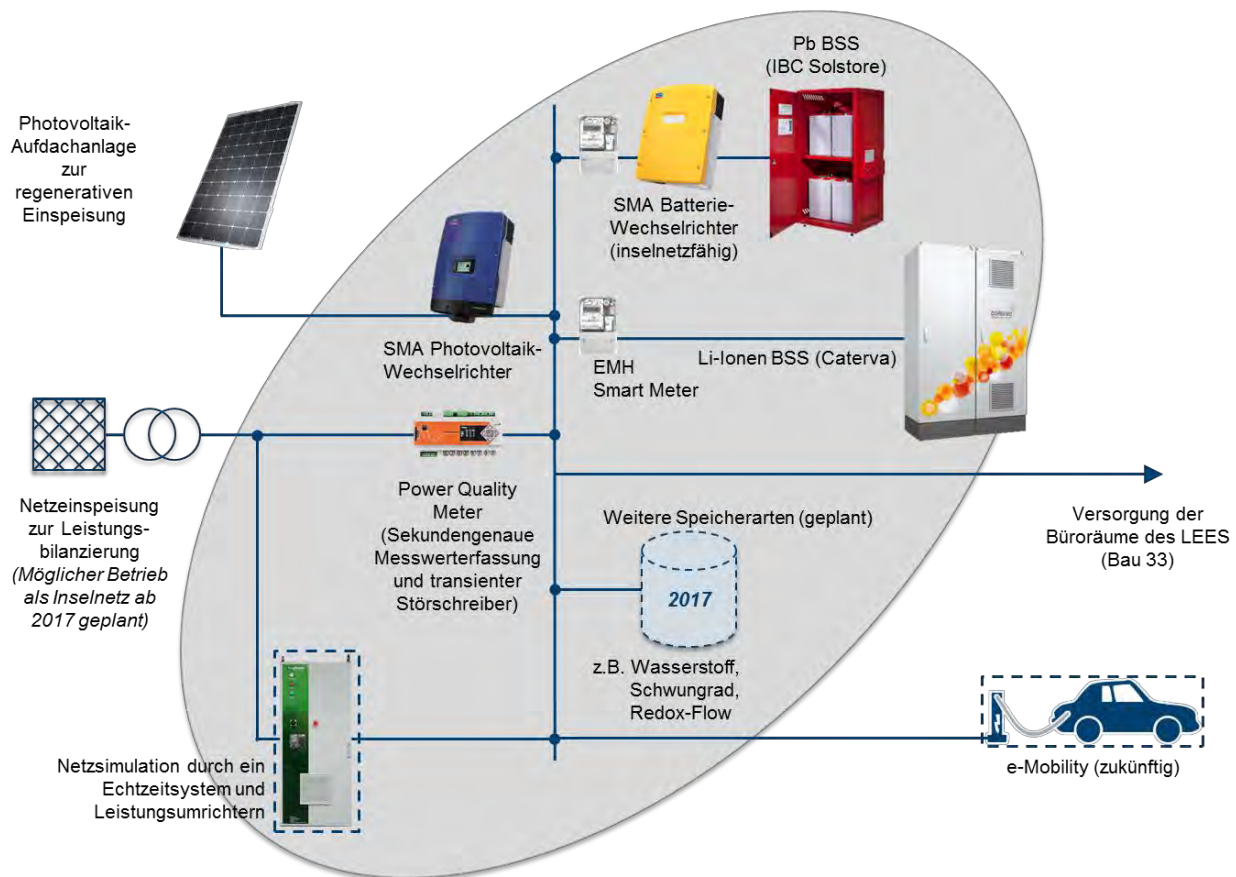 Pb BSS
(IBC Solstore)
Photovoltaik-
Aufdachanlage
zur
regenerativen
Einspeisung
SMA Batterie-
Wechselrichter
(inselnetzfähig)
SMA Photovoltaik-
Wechselrichter
EMH
Smart Meter
Li-Ionen BSS (Caterva)
Netzeinspeisung
zur Leistungs-
bilanzierung
(Möglicher Betrieb
als Inselnetz ab
2017 geplant)
Power Quality
Meter
(Sekundengenaue
Messwerterfassung
und transienter
Störschreiber)
Weitere Speicherarten (geplant)
2017
z.B. Wasserstoff,
Schwungrad,
Redox-Flow
Versorgung der
Büroräume des LEES
(Bau 33)
Netzsimulation durch ein
Echtzeitsystem und
Leistungsumrichtern
e-Mobility (zukünftig)